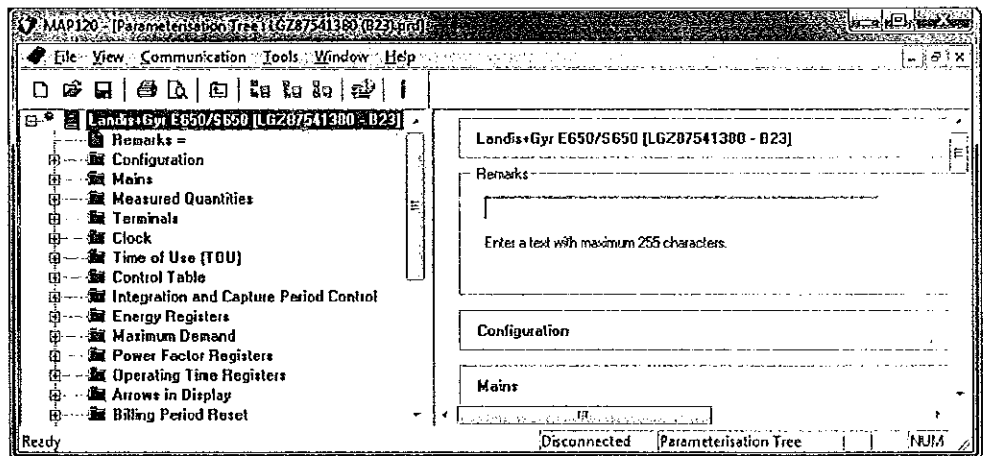 MAP120 - [Parameterisation Tree (LGZ87541380 (B23).prd)]
File View Communication Tools Window Help
Landis+Gyr E650/S650 [LGZ87541380 - B23]
Remarks =
Configuration
Mains
Measured Quantities
Terminals
Clock
Time of Use (TOU)
Control Table
Integration and Capture Period Control
Energy Registers
Maximum Demand
Power Factor Registers
Operating Time Registers
Arrows in Display
Billing Period Reset
Landis+Gyr E650/S650 [LGZ87541380 - B23]
Remarks
Enter a text with maximum 255 characters.
Configuration
Mains
Ready
Disconnected
Parameterisation Tree
NUM